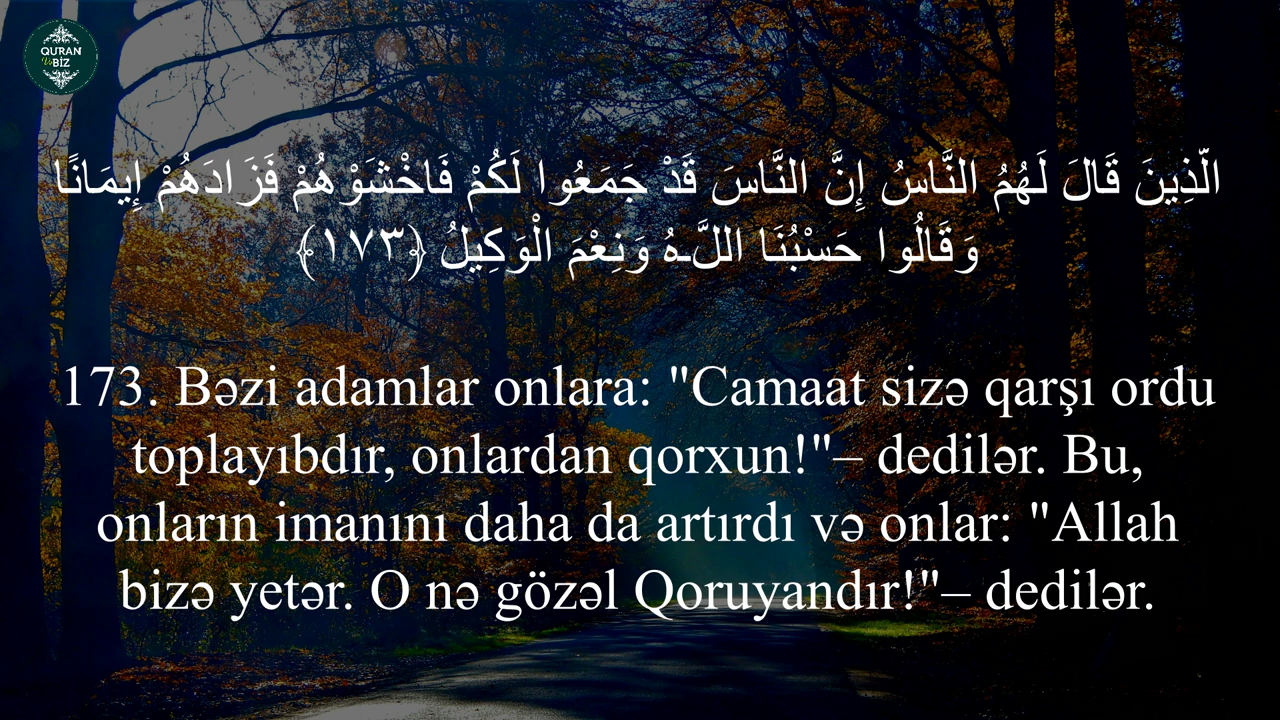 QURAN
Və BİZ
الَّذِينَ قَالَ لَهُمُ النَّاسُ إِنَّ النَّاسَ قَدْ جَمَعُوا لَكُمْ فَاخْشَوْهُمْ فَزَادَهُمْ إِيمَانًا
وَقَالُوا حَسْبُنَا اللَّـهُ وَنِعْمَ الْوَكِيلُ ﴿١٧٣﴾
173. Bəzi adamlar onlara: "Camaat sizə qarşı ordu
toplayıbdır, onlardan qorxun!"– dedilər. Bu,
onların imanını daha da artırdı və onlar: "Allah
bizə yetər. O nə gözəl Qoruyandır!"– dedilər.